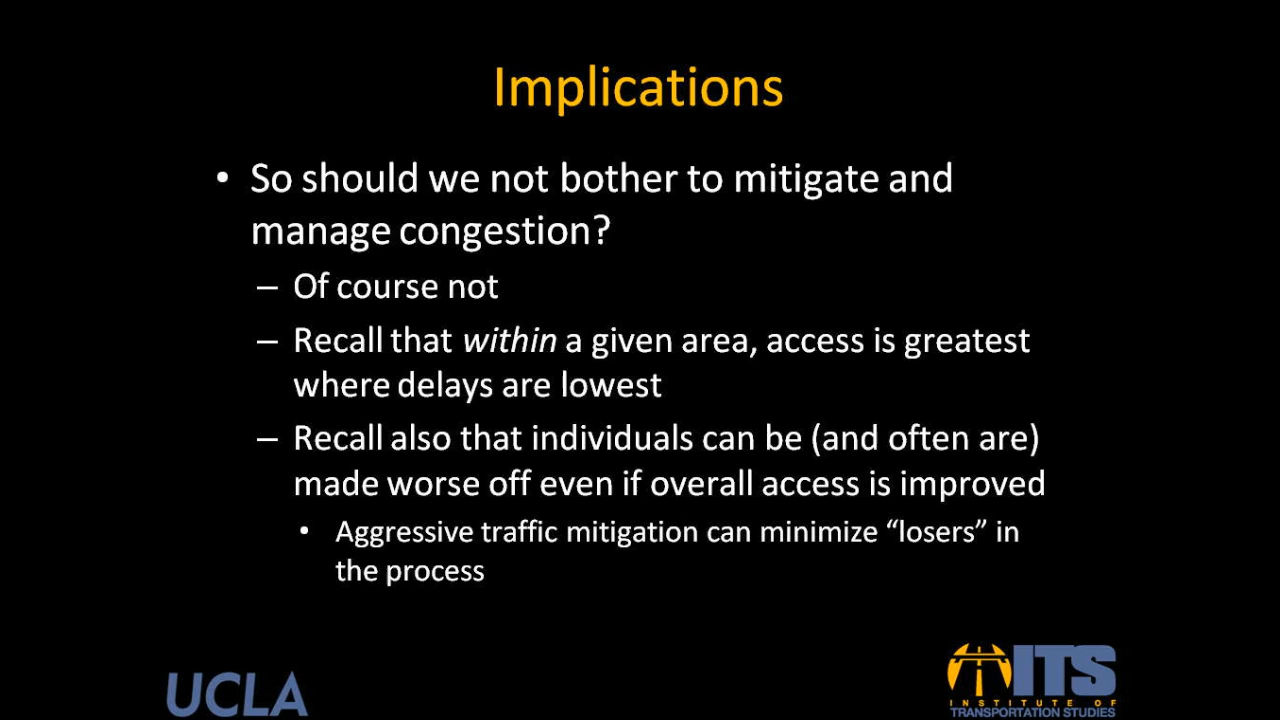 Implications
• So should we not bother to mitigate and
manage congestion?
– Of course not
– Recall that within a given area, access is greatest
where delays are lowest
– Recall also that individuals can be (and often are)
made worse off even if overall access is improved
• Aggressive traffic mitigation can minimize “losers” in
the process
UCLA
ITS
INSTITUTE OF
TRANSPORTATION STUDIES